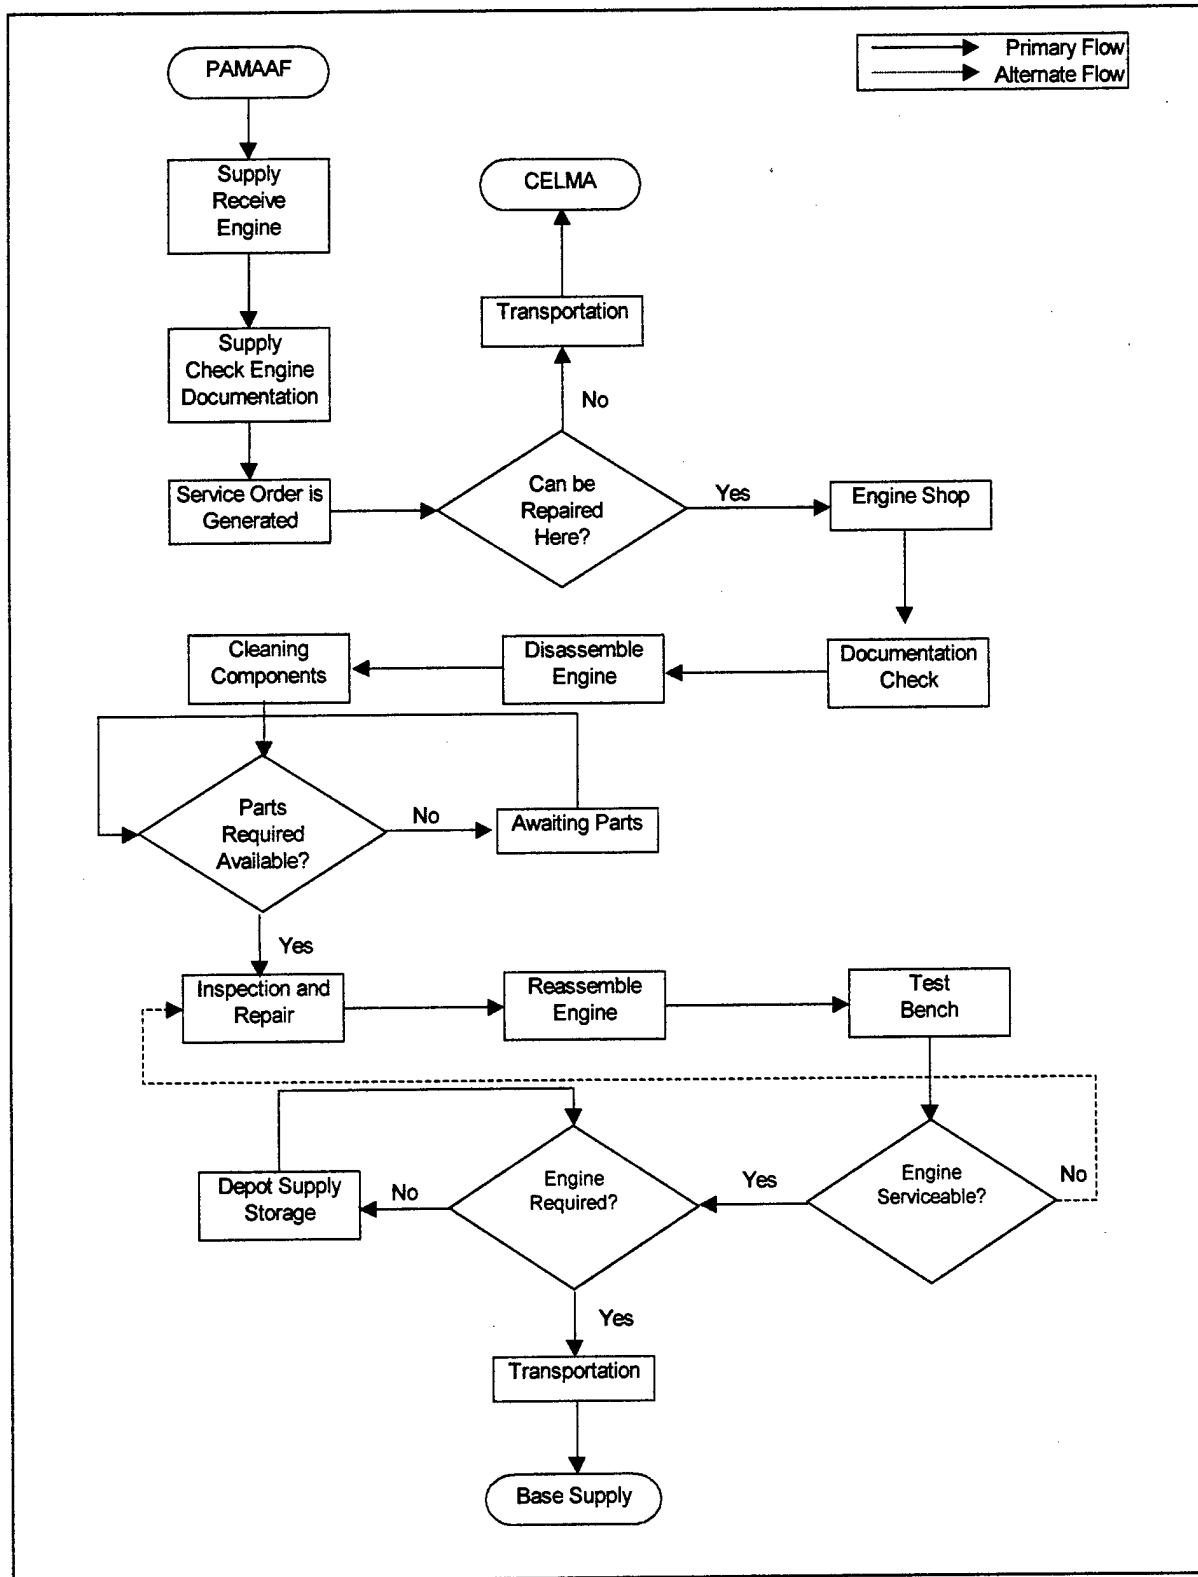 PAMAAF
Primary Flow
Alternate Flow
Supply
Receive
Engine
CELMA
Transportation
Supply
Check Engine
Documentation
No
Service Order is
Generated
Can be
Repaired
Here?
Yes
Engine Shop
Cleaning
Components
Disassemble
Engine
Documentation
Check
Parts
Required
Available?
No
Awaiting Parts
Yes
Inspection and
Repair
Reassemble
Engine
Test
Bench
Depot Supply
Storage
No
Engine
Required?
Yes
Engine
Serviceable?
No
Yes
Transportation
Base Supply